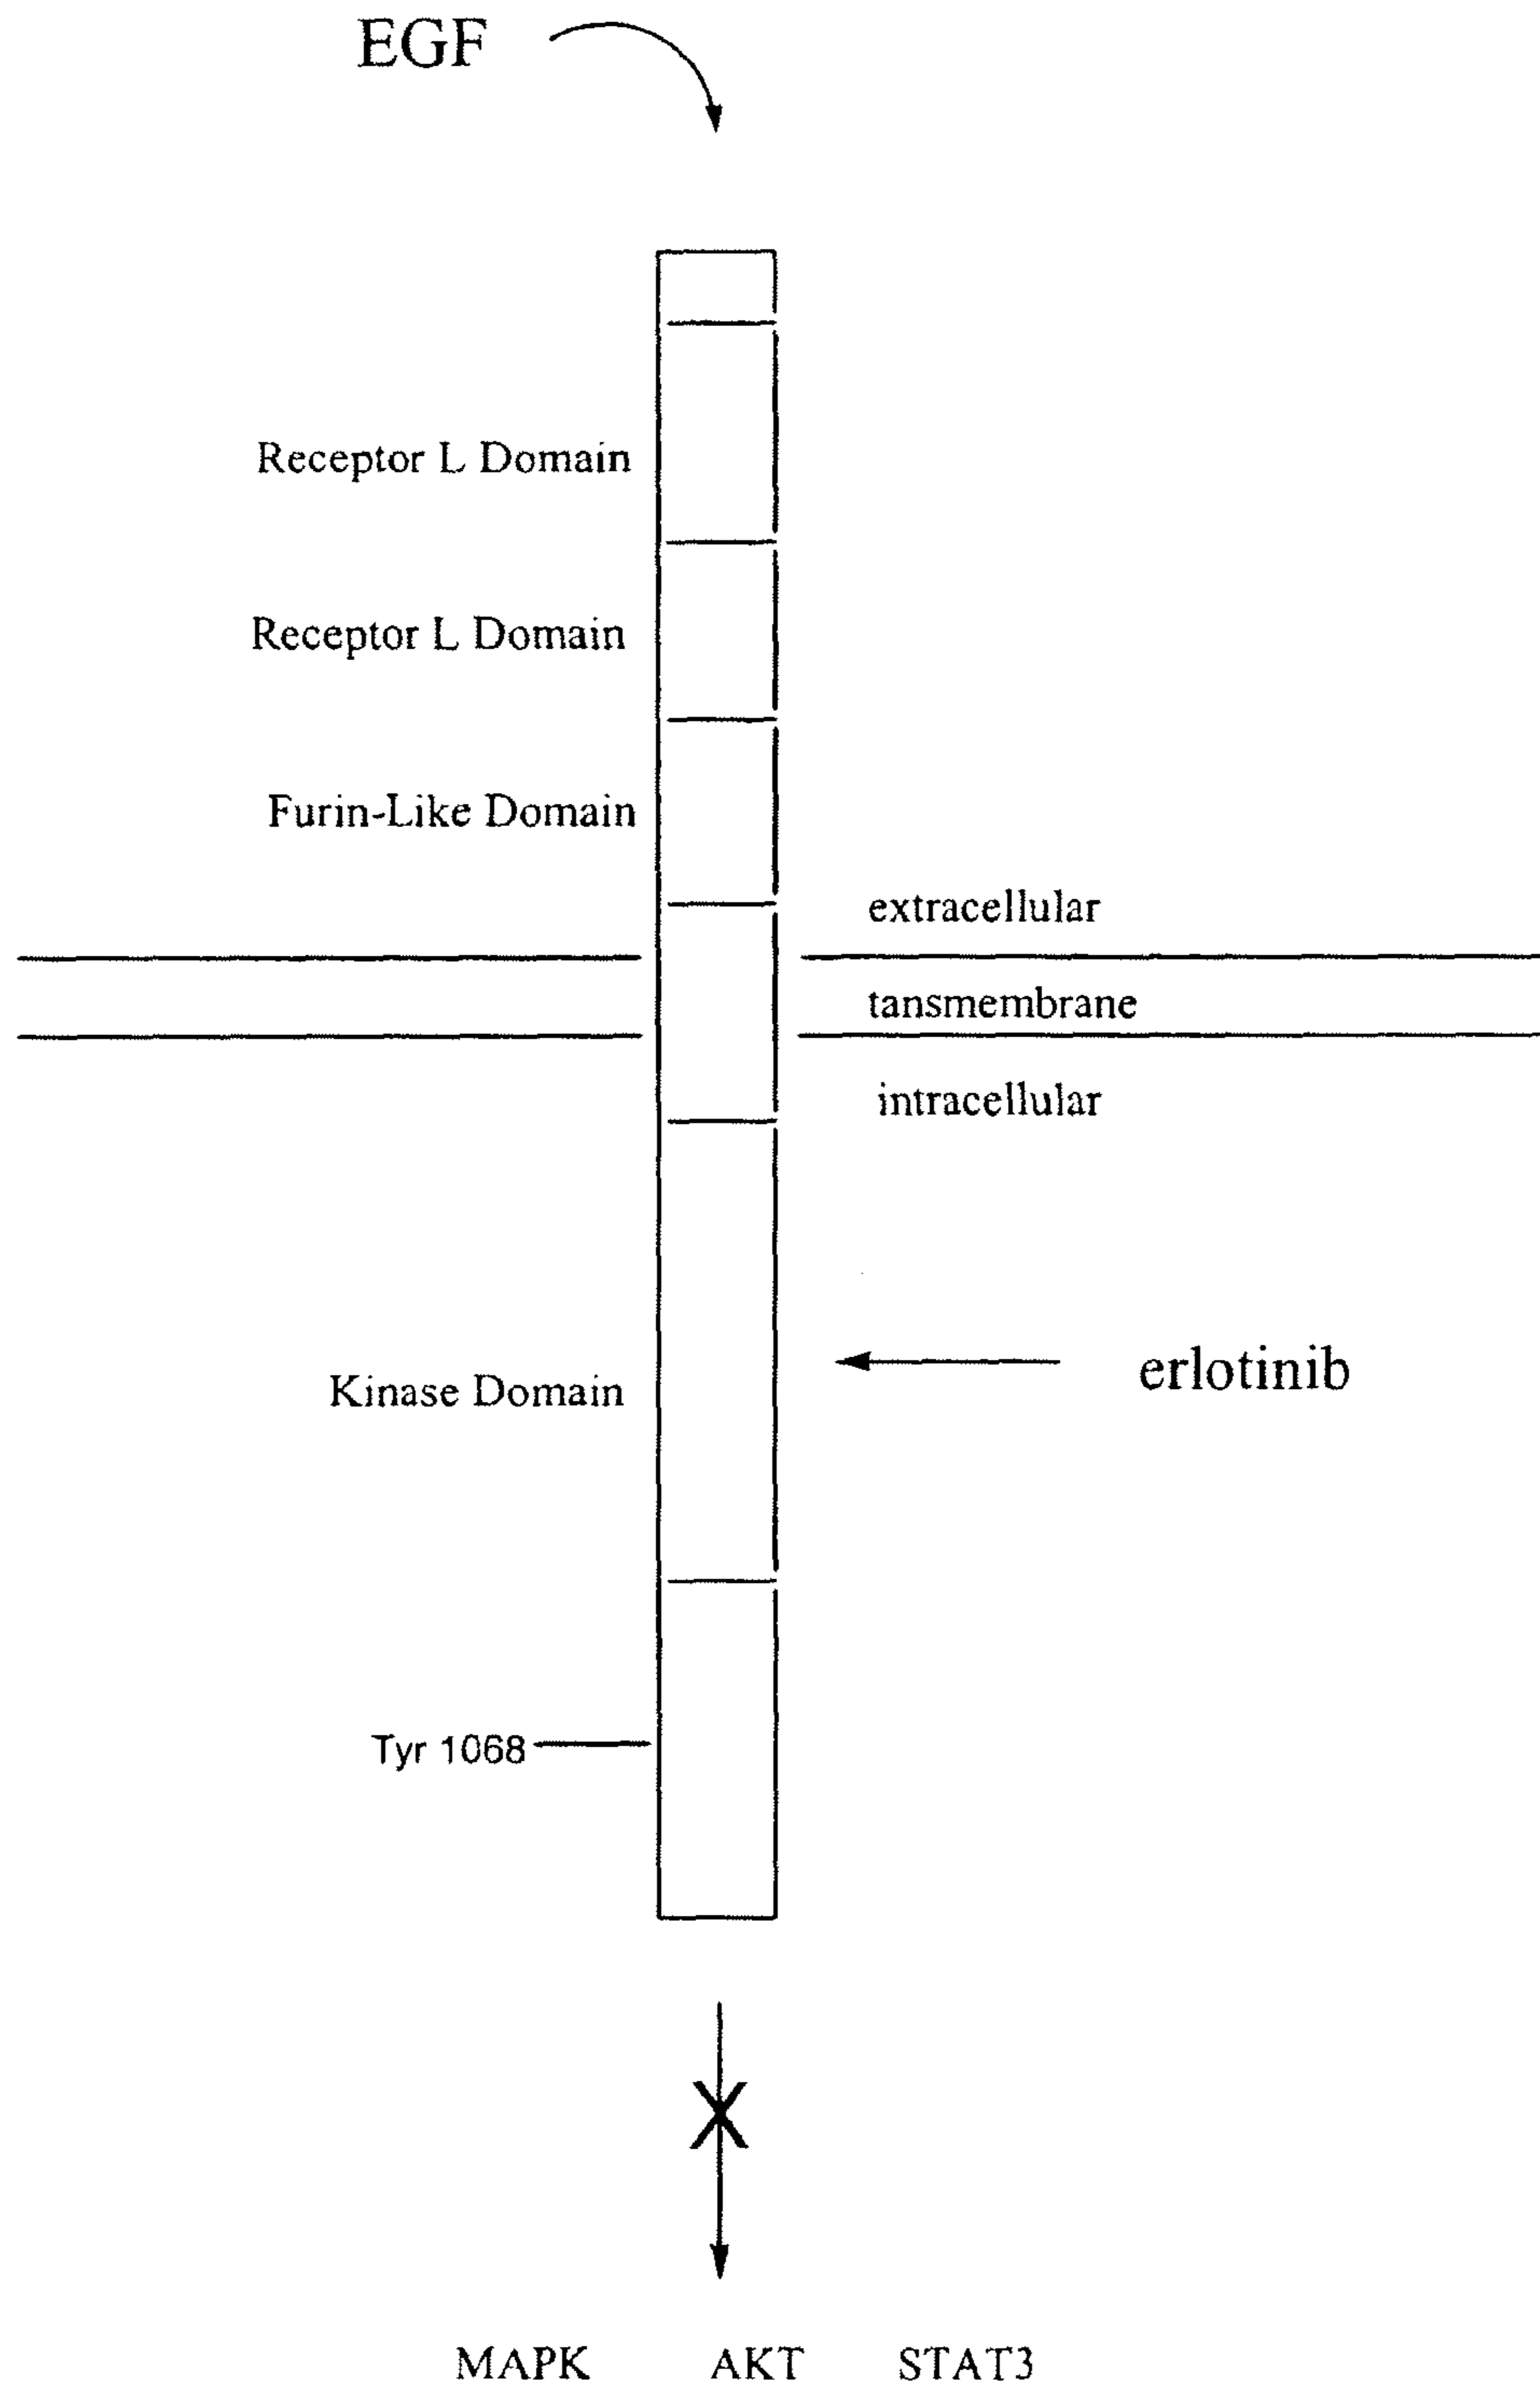 EGF
Receptor L Domain
Receptor L Domain
Furin-Like Domain
extracellular
tansmembrane
intracellular
erlotinib
Kinase Domain
Tyr 1068
X
MAPK AKT STAT3